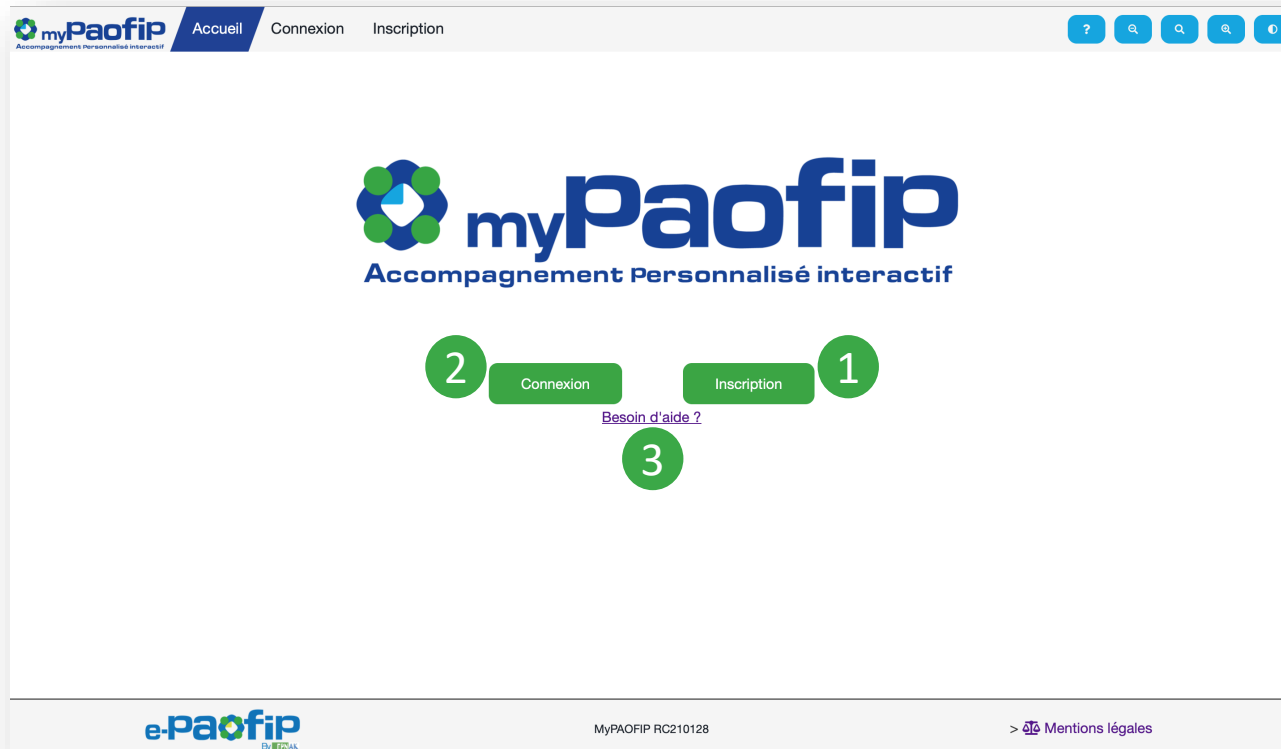 myPaofip Accueil Connexion Inscription ?
Accompagnement Personnalisé interactif
myPaofip
Accompagnement Personnalisé interactif
2 Connexion Inscription 1
Besoin d'aide ?
3
e-Paofip MyPAOFIP RC210128 > Mentions légales
By